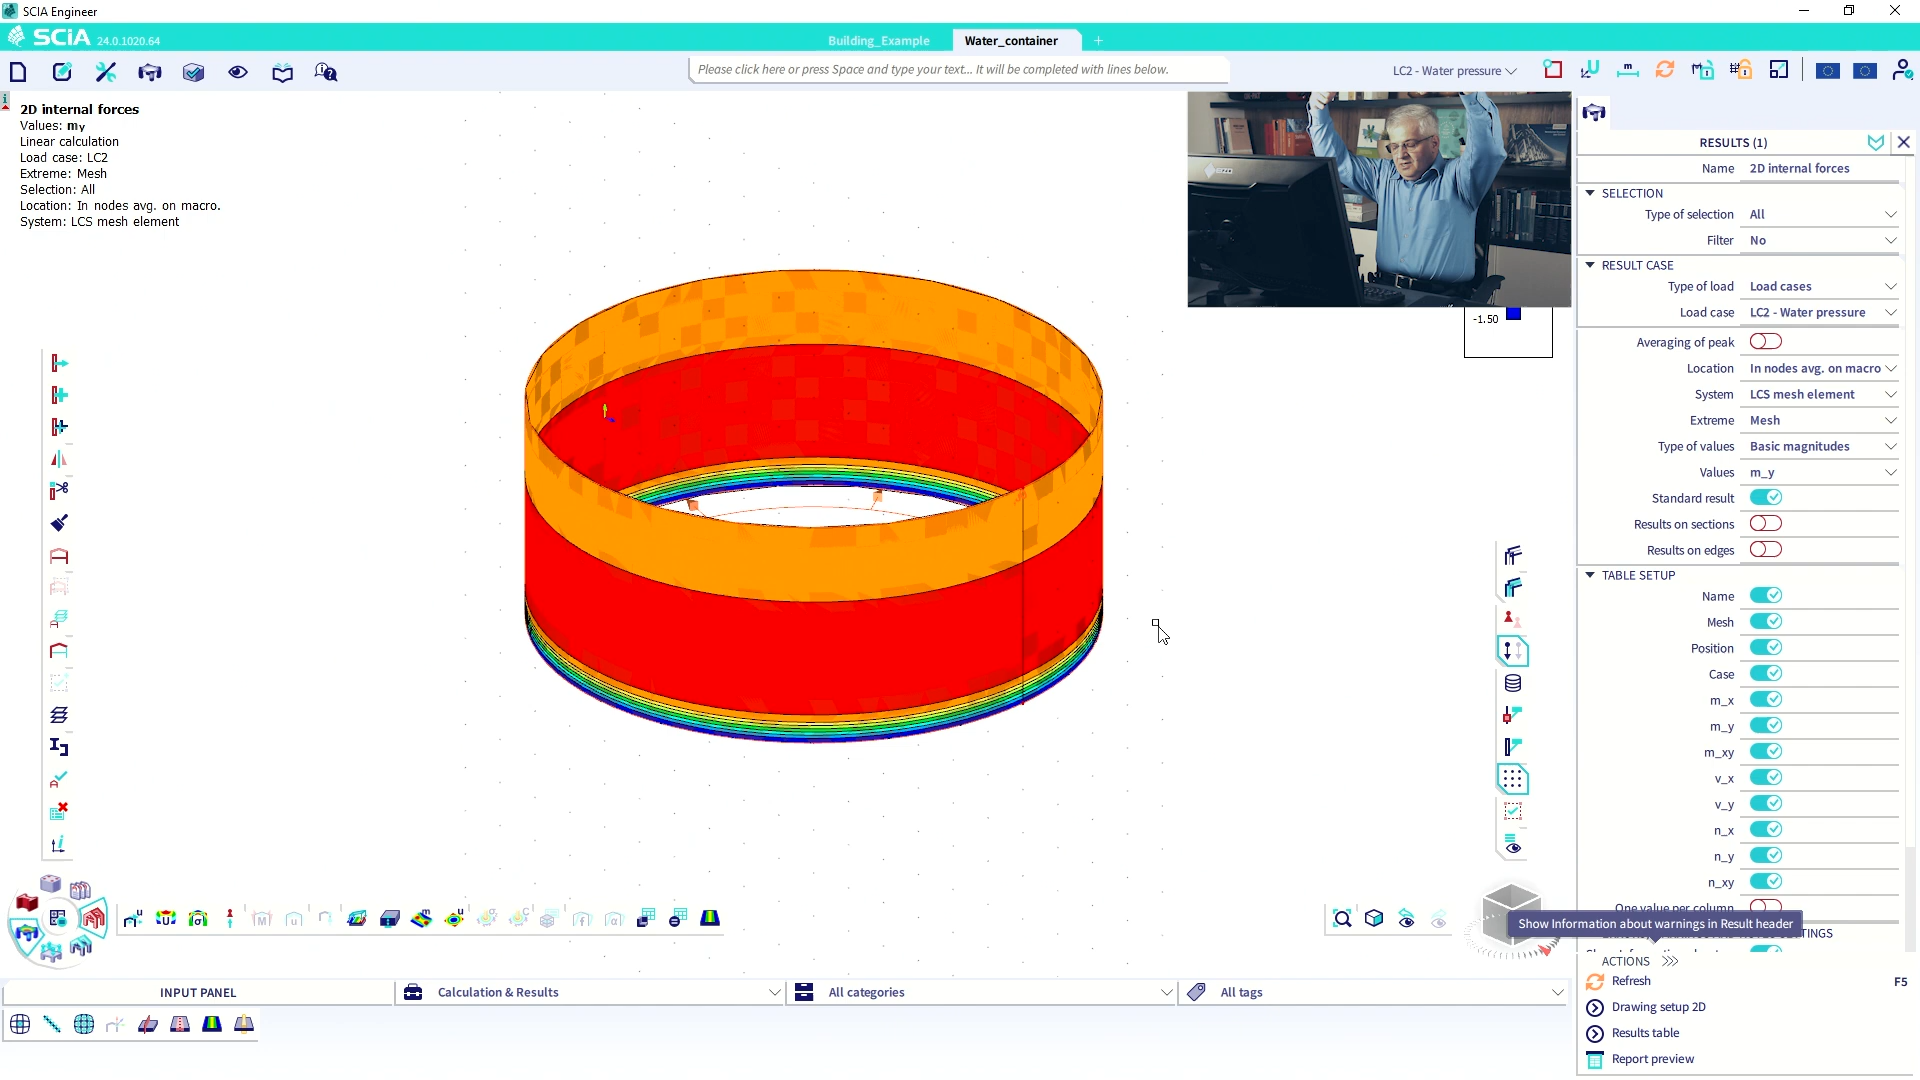 SCIA Engineer
SCIA 24.0.1020.64
Building_Example
Water_container
Please click here or press Space and type your text... It will be completed with lines below.
LC2 - Water pressure
2D internal forces
Values: my
Linear calculation
Load case: LC2
Extreme: Mesh
Selection: All
Location: In nodes avg. on macro.
System: LCS mesh element
-1.50
RESULTS (1)
Name 2D internal forces
SELECTION
Type of selection All
Filter No
RESULT CASE
Type of load Load cases
Load case LC2 - Water pressure
Averaging of peak
Location In nodes avg. on macro
System LCS mesh element
Extreme Mesh
Type of values Basic magnitudes
Values m_y
Standard result
Results on sections
Results on edges
TABLE SETUP
Name
Mesh
Position
Case
m_x
m_y
m_xy
v_x
v_y
n_x
n_y
n_xy
One value per column
Show Information about warnings in Result header
ACTIONS >>>
Refresh F5
Drawing setup 2D
Results table
Report preview
INPUT PANEL
Calculation & Results
All categories
All tags